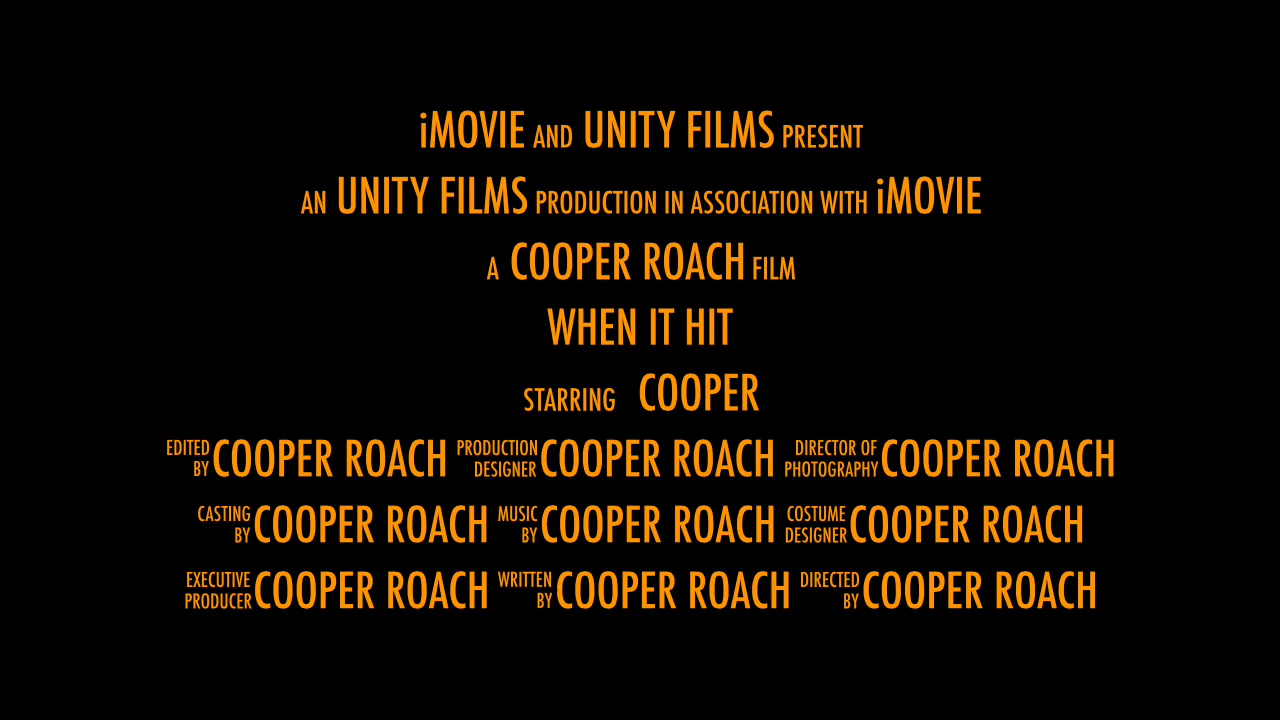 iMOVIE AND UNITY FILMS PRESENT
AN UNITY FILMS PRODUCTION IN ASSOCIATION WITH iMOVIE
A COOPER ROACH FILM
WHEN IT HIT
STARRING COOPER
EDITED BY COOPER ROACH PRODUCTION DESIGNER COOPER ROACH DIRECTOR OF PHOTOGRAPHY COOPER ROACH
CASTING BY COOPER ROACH MUSIC BY COOPER ROACH COSTUME DESIGNER COOPER ROACH
EXECUTIVE PRODUCER COOPER ROACH WRITTEN BY COOPER ROACH DIRECTED BY COOPER ROACH